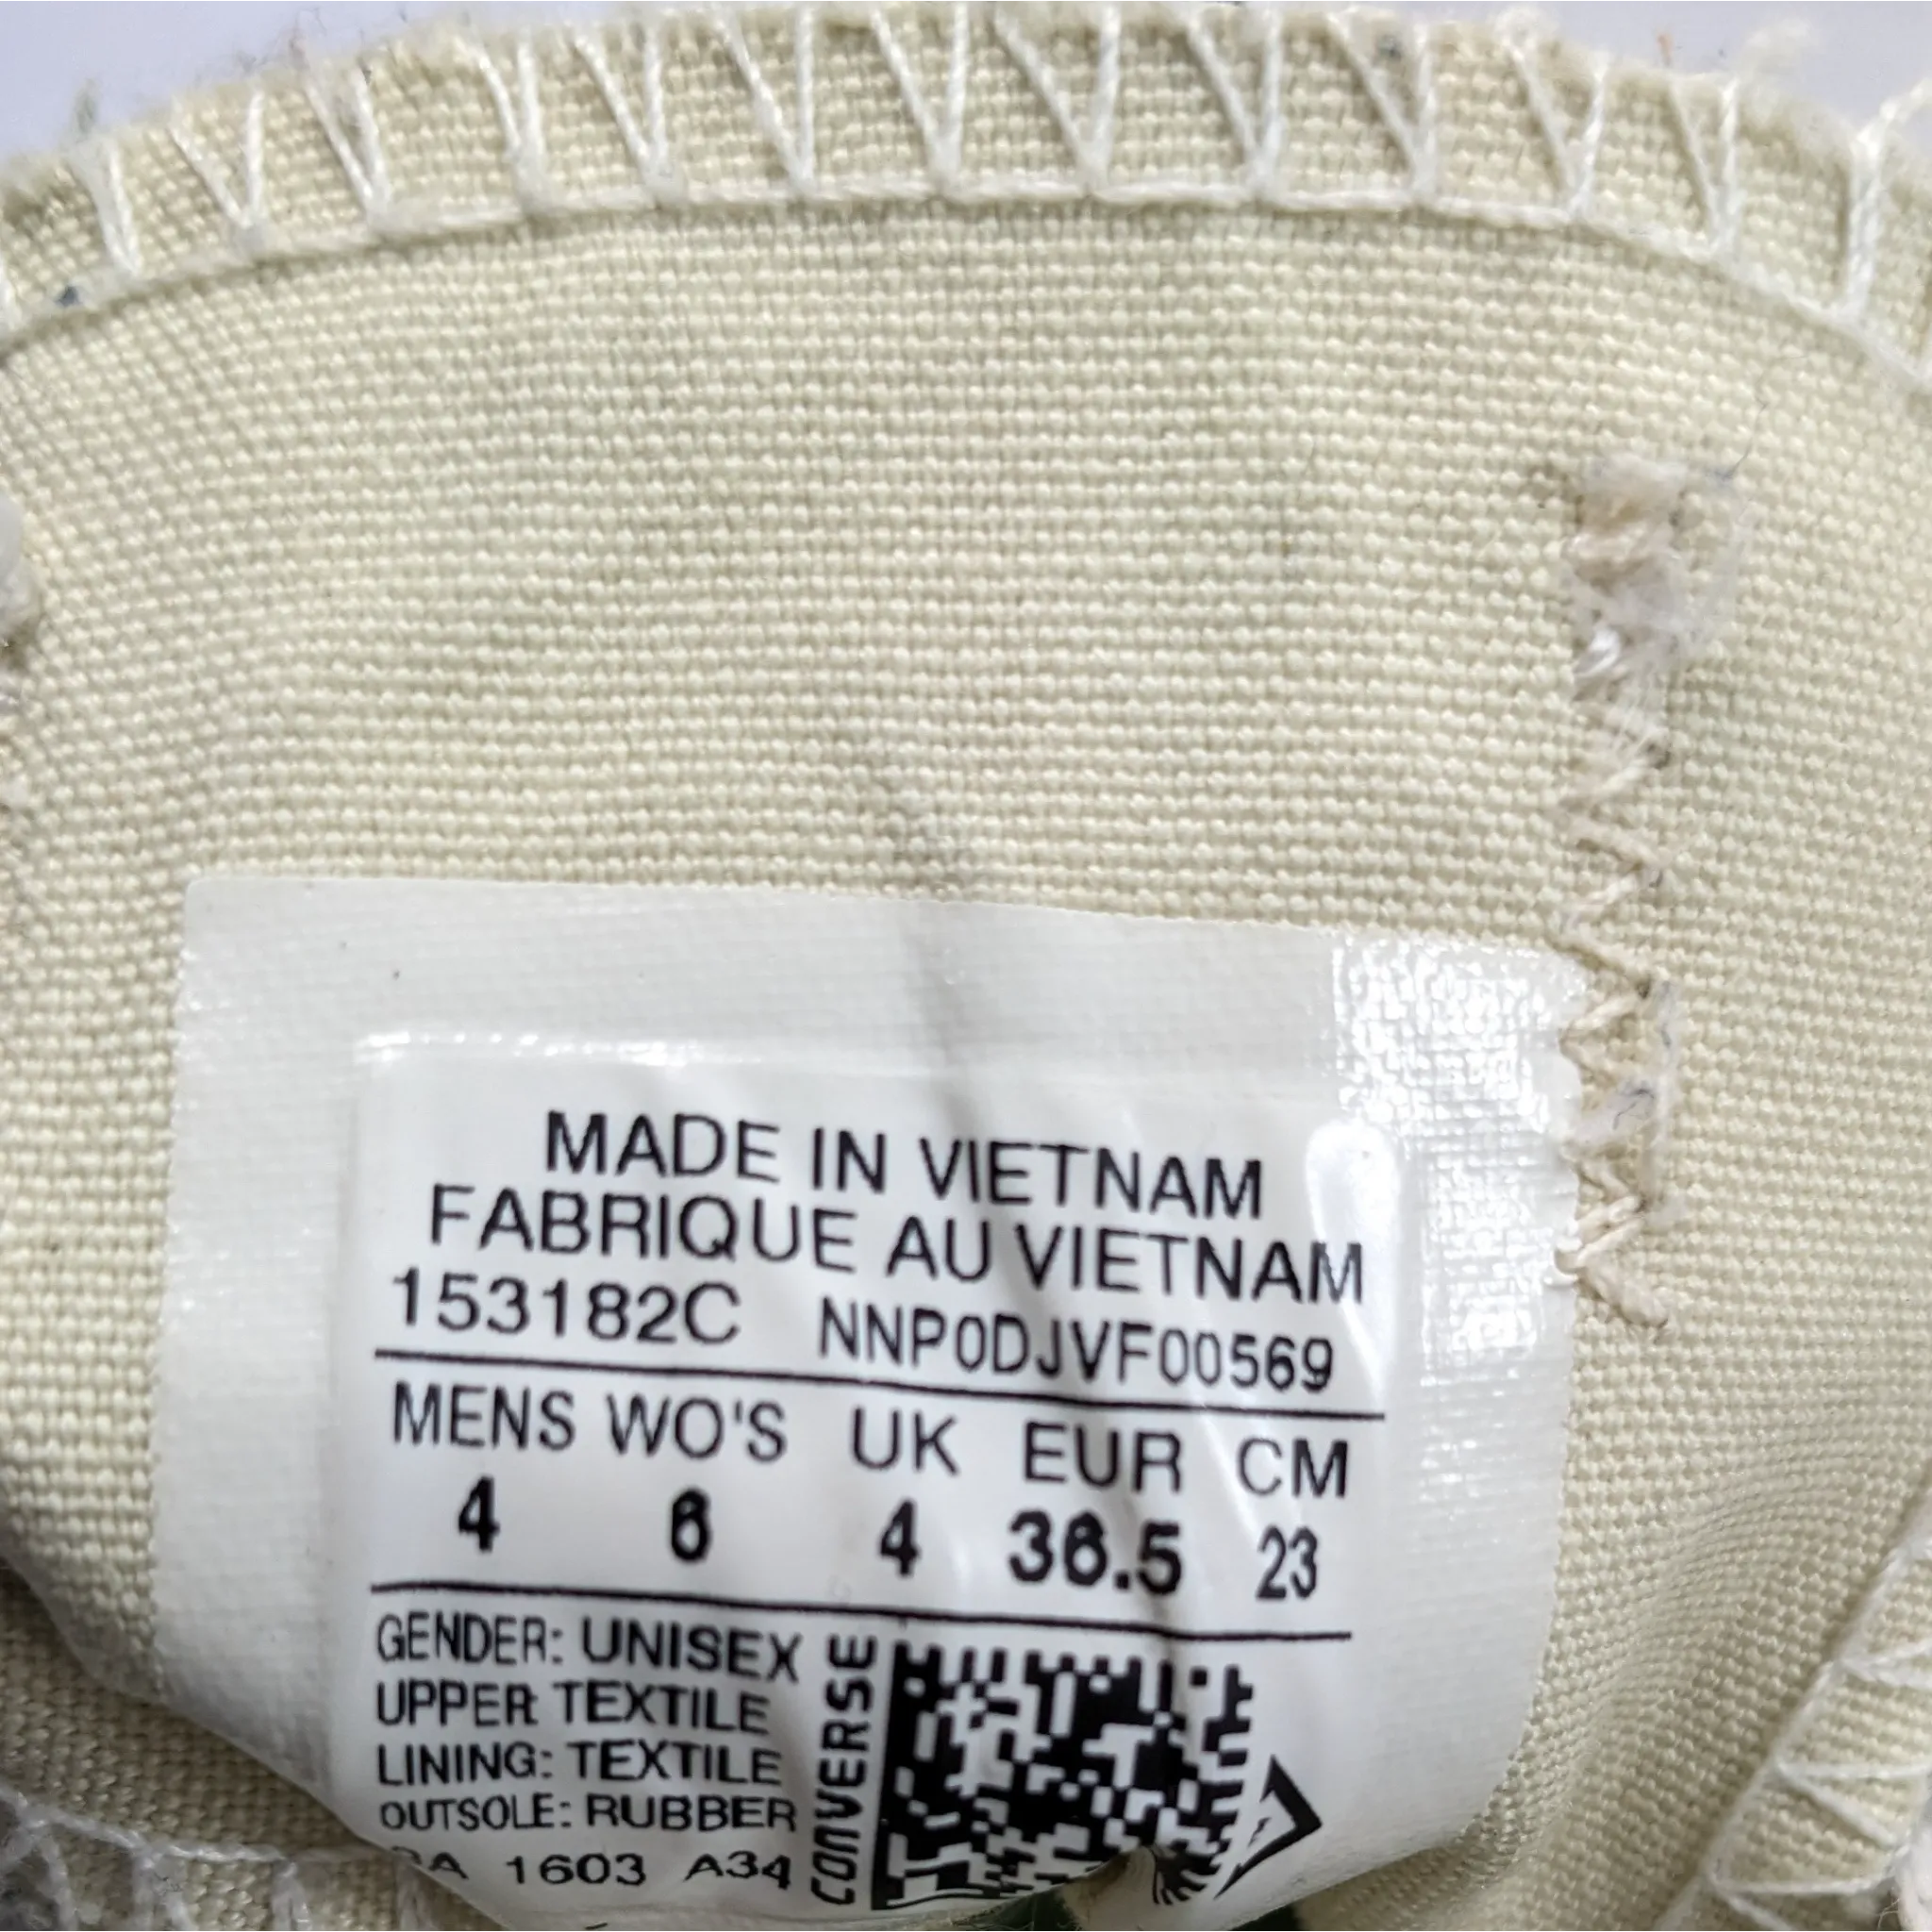 MADE IN VIETNAM
FABRIQUE AU VIETNAM
153182C NNP0DJVF00569
MENS WO'S UK EUR CM
4 6 4 36.5 23
GENDER: UNISEX
UPPER: TEXTILE
LINING: TEXTILE
OUTSOLE: RUBBER
1603 A34
CONVERSE